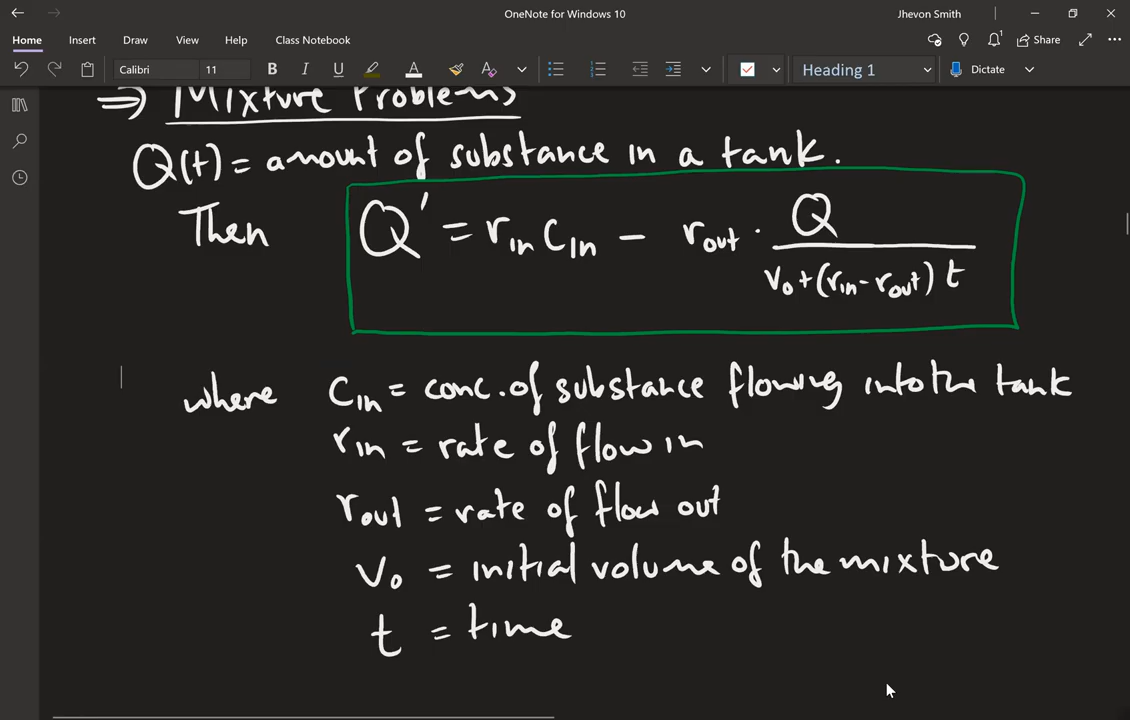 OneNote for Windows 10
Jhevon Smith
Home Insert Draw View Help Class Notebook
Share
Calibri 11 B I U A A Heading 1 Dictate
⇒ Mixture Problems
Q(t) = amount of substance in a tank.
Then Q' = r_in C_in − r_out · Q / (v_0 + (r_in − r_out) t)
where C_in = conc. of substance flowing into the tank
r_in = rate of flow in
r_out = rate of flow out
v_0 = initial volume of the mixture
t = time